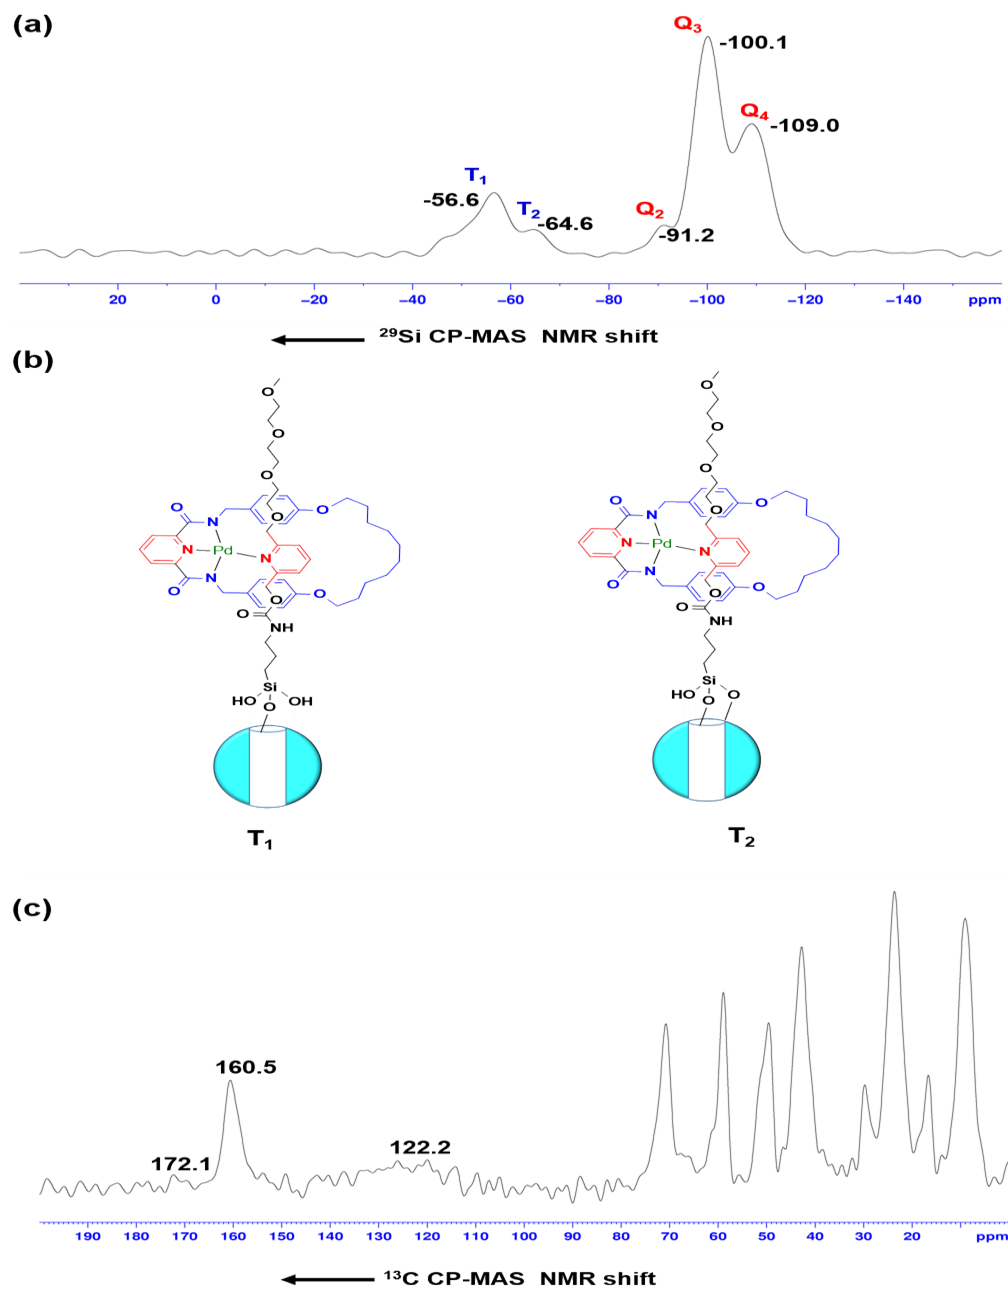 (a)
Q3
-100.1
Q4
-109.0
T1
-56.6
T2
-64.6
Q2
-91.2
20 0 −20 −40 −60 −80 −100 −120 −140 ppm
29Si CP-MAS NMR shift
(b)
O
O
O
O
O
N
O
N
Pd
N
O
N
O
O
O
NH
Si
HO
OH
O
T1
O
O
O
O
O
N
O
N
Pd
N
O
N
O
O
O
NH
Si
HO
O
O
T2
(c)
160.5
172.1
122.2
190 180 170 160 150 140 130 120 110 100 90 80 70 60 50 40 30 20 ppm
13C CP-MAS NMR shift